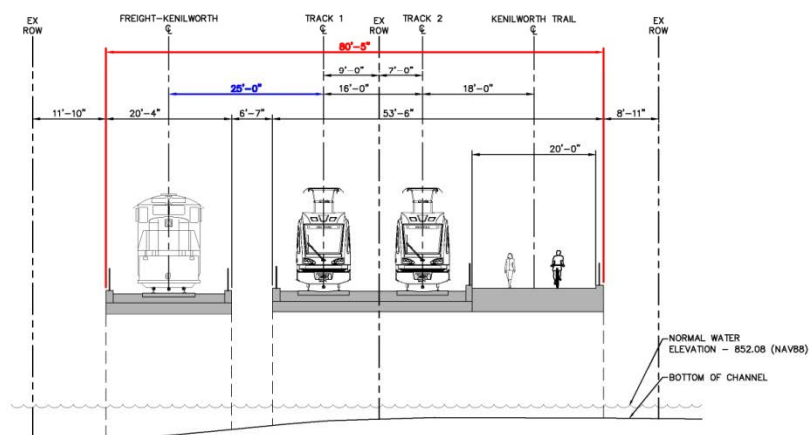 EX
ROW
FREIGHT-KENILWORTH
℄
TRACK 1
℄
EX
ROW
TRACK 2
℄
KENILWORTH TRAIL
℄
EX
ROW
80'-5"
9'-0"
7'-0"
25'-0"
16'-0"
18'-0"
11'-10"
20'-4"
6'-7"
53'-6"
8'-11"
20'-0"
NORMAL WATER
ELEVATION - 852.08 (NAV88)
BOTTOM OF CHANNEL